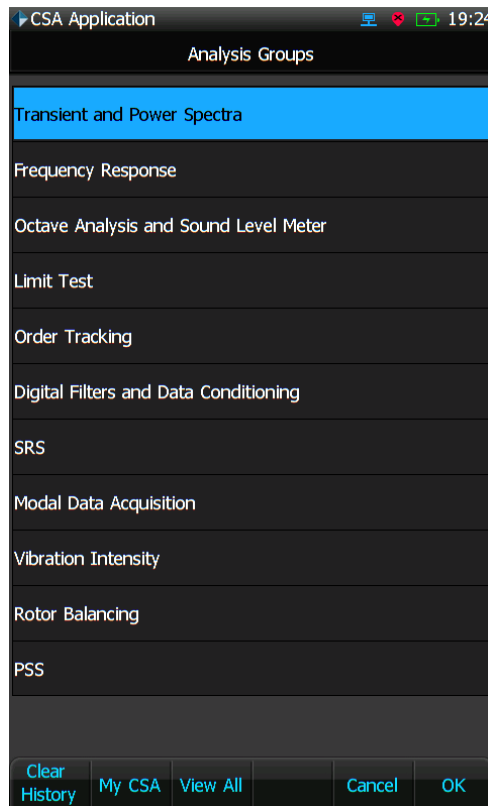 CSA Application 19:24
Analysis Groups
Transient and Power Spectra
Frequency Response
Octave Analysis and Sound Level Meter
Limit Test
Order Tracking
Digital Filters and Data Conditioning
SRS
Modal Data Acquisition
Vibration Intensity
Rotor Balancing
PSS
Clear
History
My CSA
View All
Cancel
OK